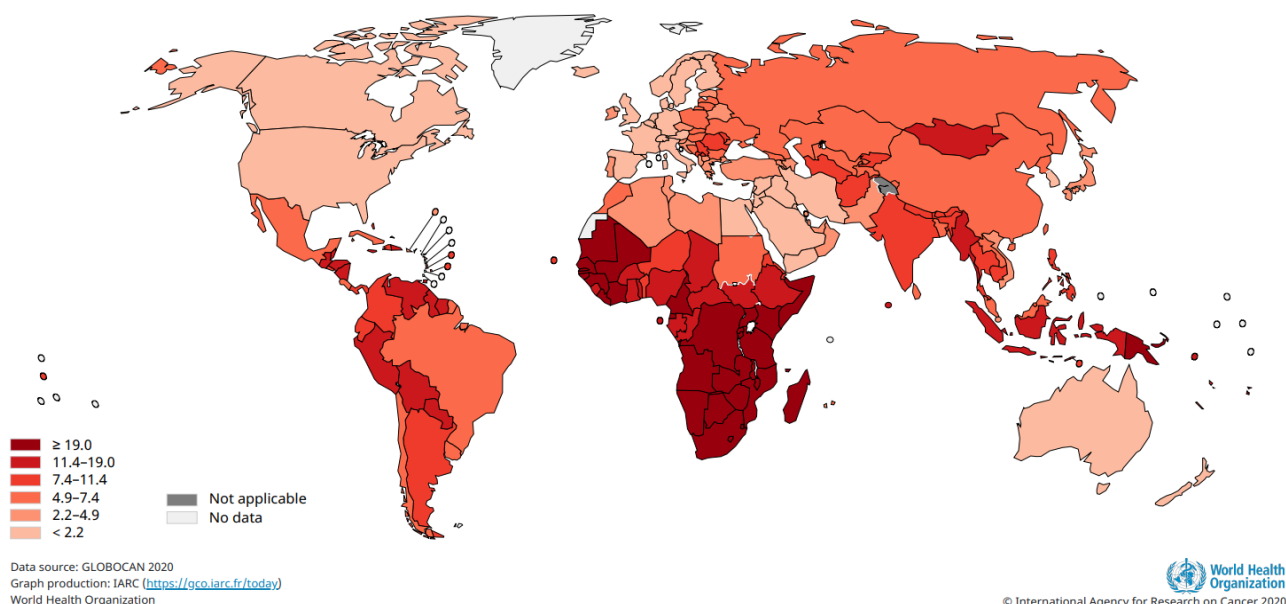 ≥ 19.0
11.4–19.0
7.4–11.4
4.9–7.4
2.2–4.9
< 2.2
Not applicable
No data
Data source: GLOBOCAN 2020
Graph production: IARC (https://gco.iarc.fr/today)
World Health Organization
World Health
Organization
© International Agency for Research on Cancer 2020